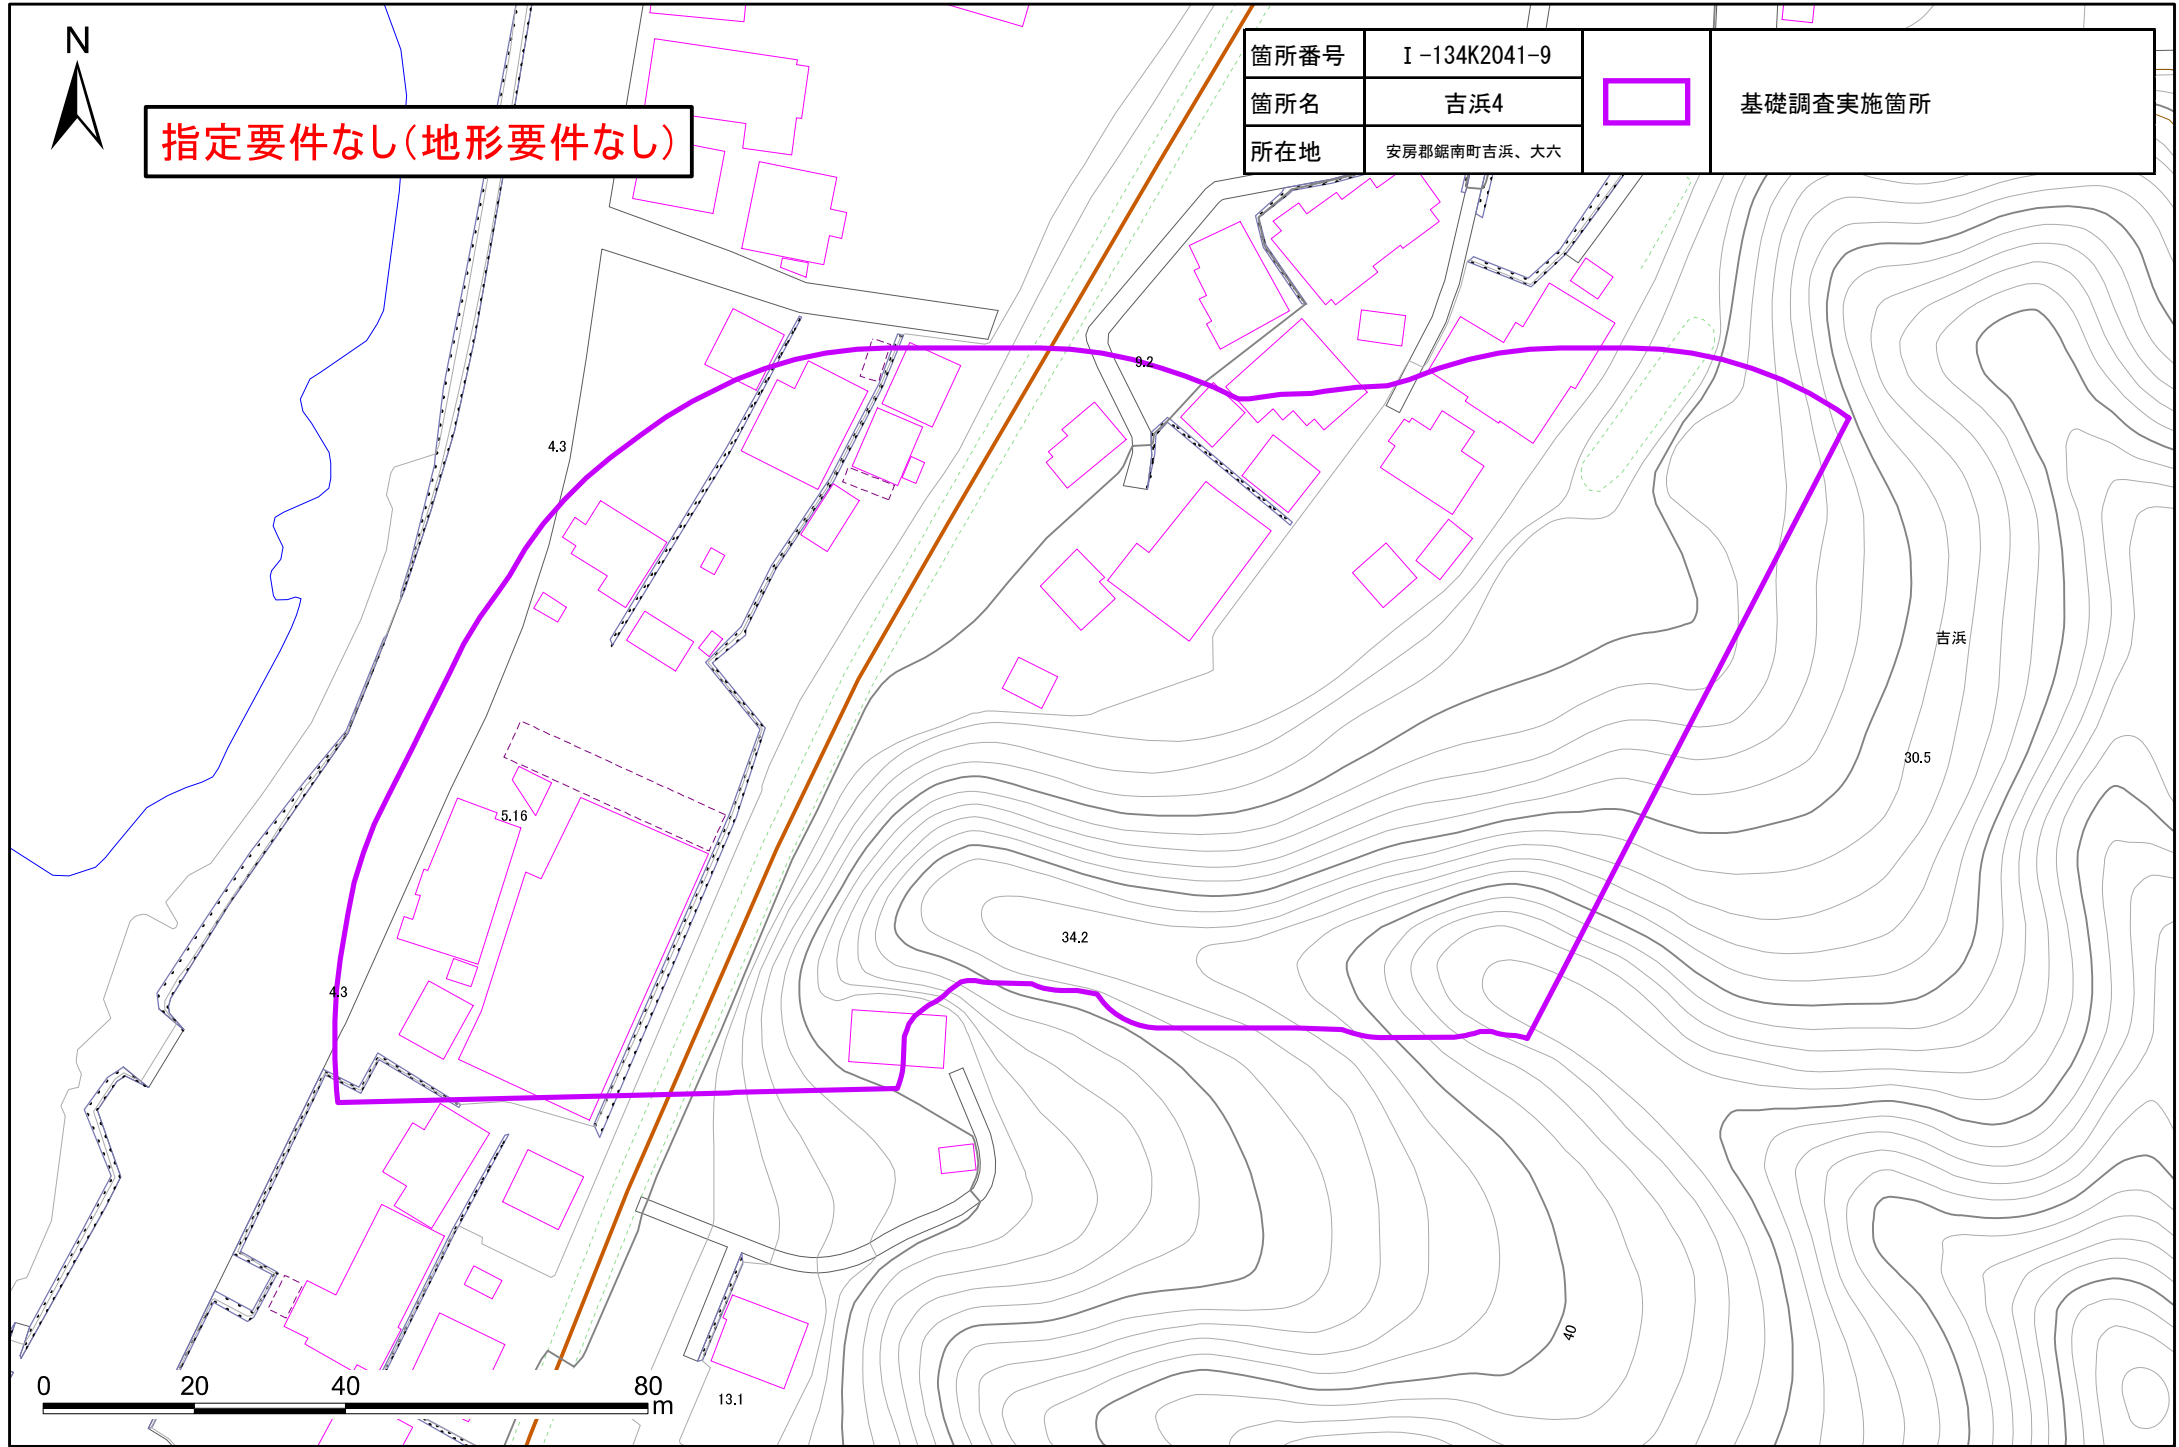 N
指定要件なし(地形要件なし)
箇所番号 Ⅰ-134K2041-9
箇所名 吉浜4
所在地 安房郡鋸南町吉浜、大六
基礎調査実施箇所
9.2
4.3
吉浜
30.5
5.16
34.2
4.3
40
13.1
0 20 40 80
m